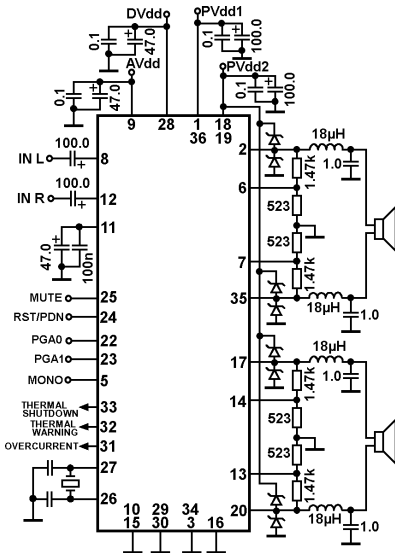 DVdd PVdd1
0.1 47.0 0.1 100.0
AVdd PVdd2
0.1 47.0 0.1 100.0
9 28 1 18
36 19
100.0
IN L 8
100.0
IN R 12
11
47.0 100n
MUTE 25
RST/PDN 24
PGA0 22
PGA1 23
MONO 5
THERMAL
SHUTDOWN 33
THERMAL
WARNING 32
OVERCURRENT 31
27
26
10 29 34
15 30 3 16
2 18µH
1.47k 1.0
6
523
523
7
1.47k
35 18µH 1.0
17 18µH
1.47k 1.0
14
523
523
13
1.47k
20 18µH 1.0